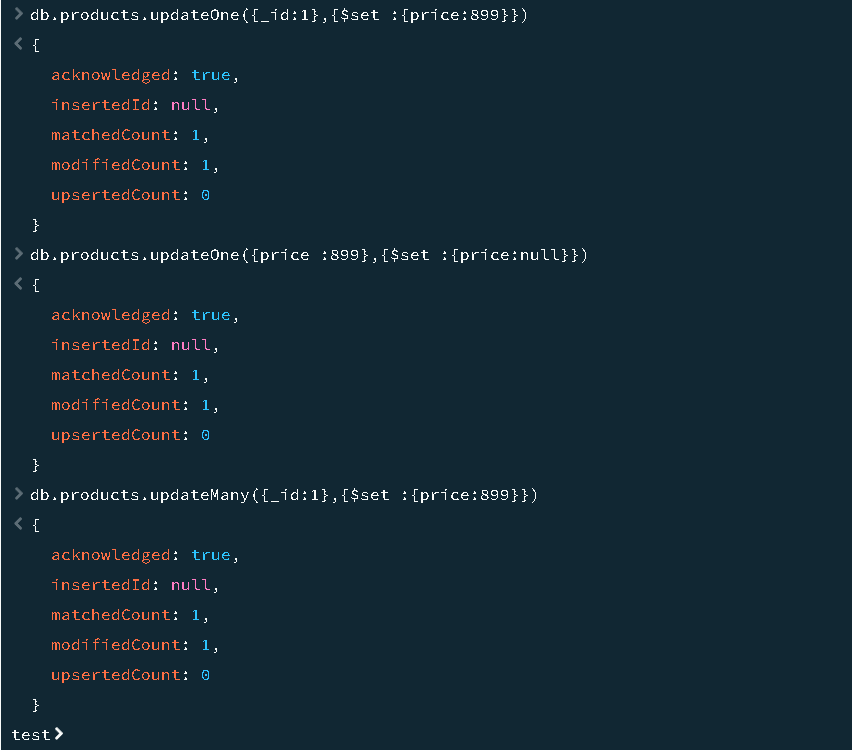 > db.products.updateOne({_id:1},{$set :{price:899}})
< {
acknowledged: true,
insertedId: null,
matchedCount: 1,
modifiedCount: 1,
upsertedCount: 0
}
> db.products.updateOne({price :899},{$set :{price:null}})
< {
acknowledged: true,
insertedId: null,
matchedCount: 1,
modifiedCount: 1,
upsertedCount: 0
}
> db.products.updateMany({_id:1},{$set :{price:899}})
< {
acknowledged: true,
insertedId: null,
matchedCount: 1,
modifiedCount: 1,
upsertedCount: 0
}
test>